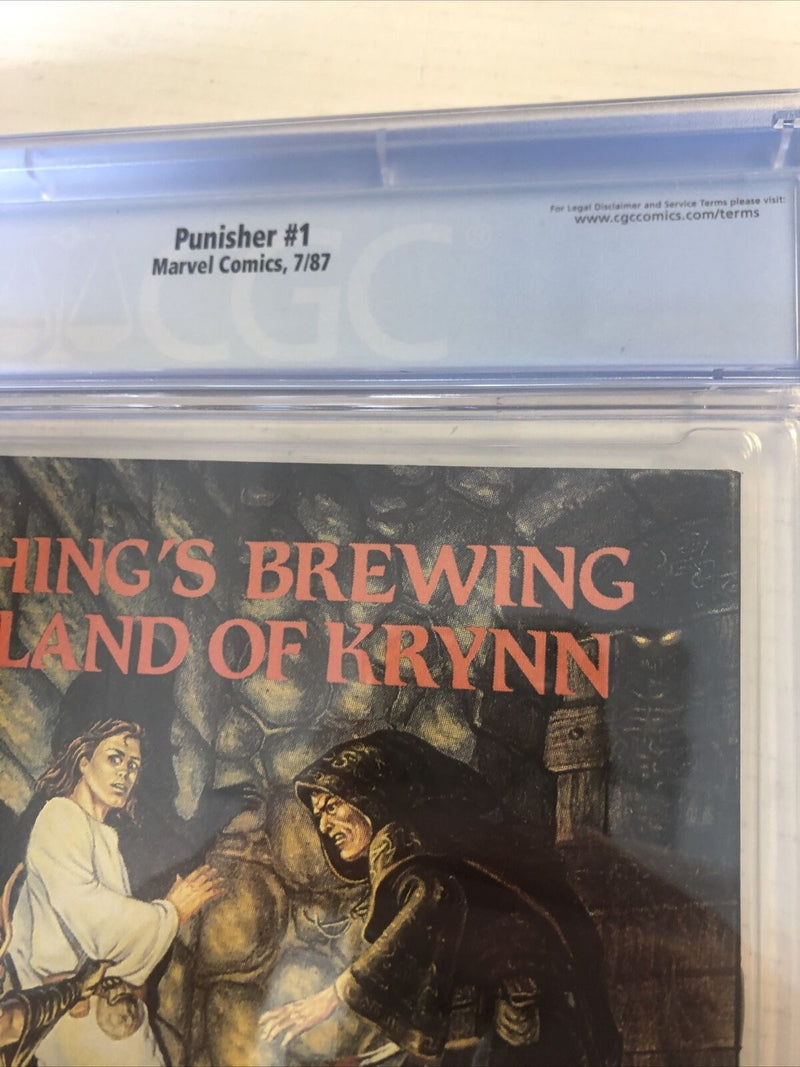 Punisher #1
Marvel Comics, 7/87
For Legal Disclaimer and Service Terms please visit:
www.cgccomics.com/terms
CGC®
HING'S BREWING
LAND OF KRYNN